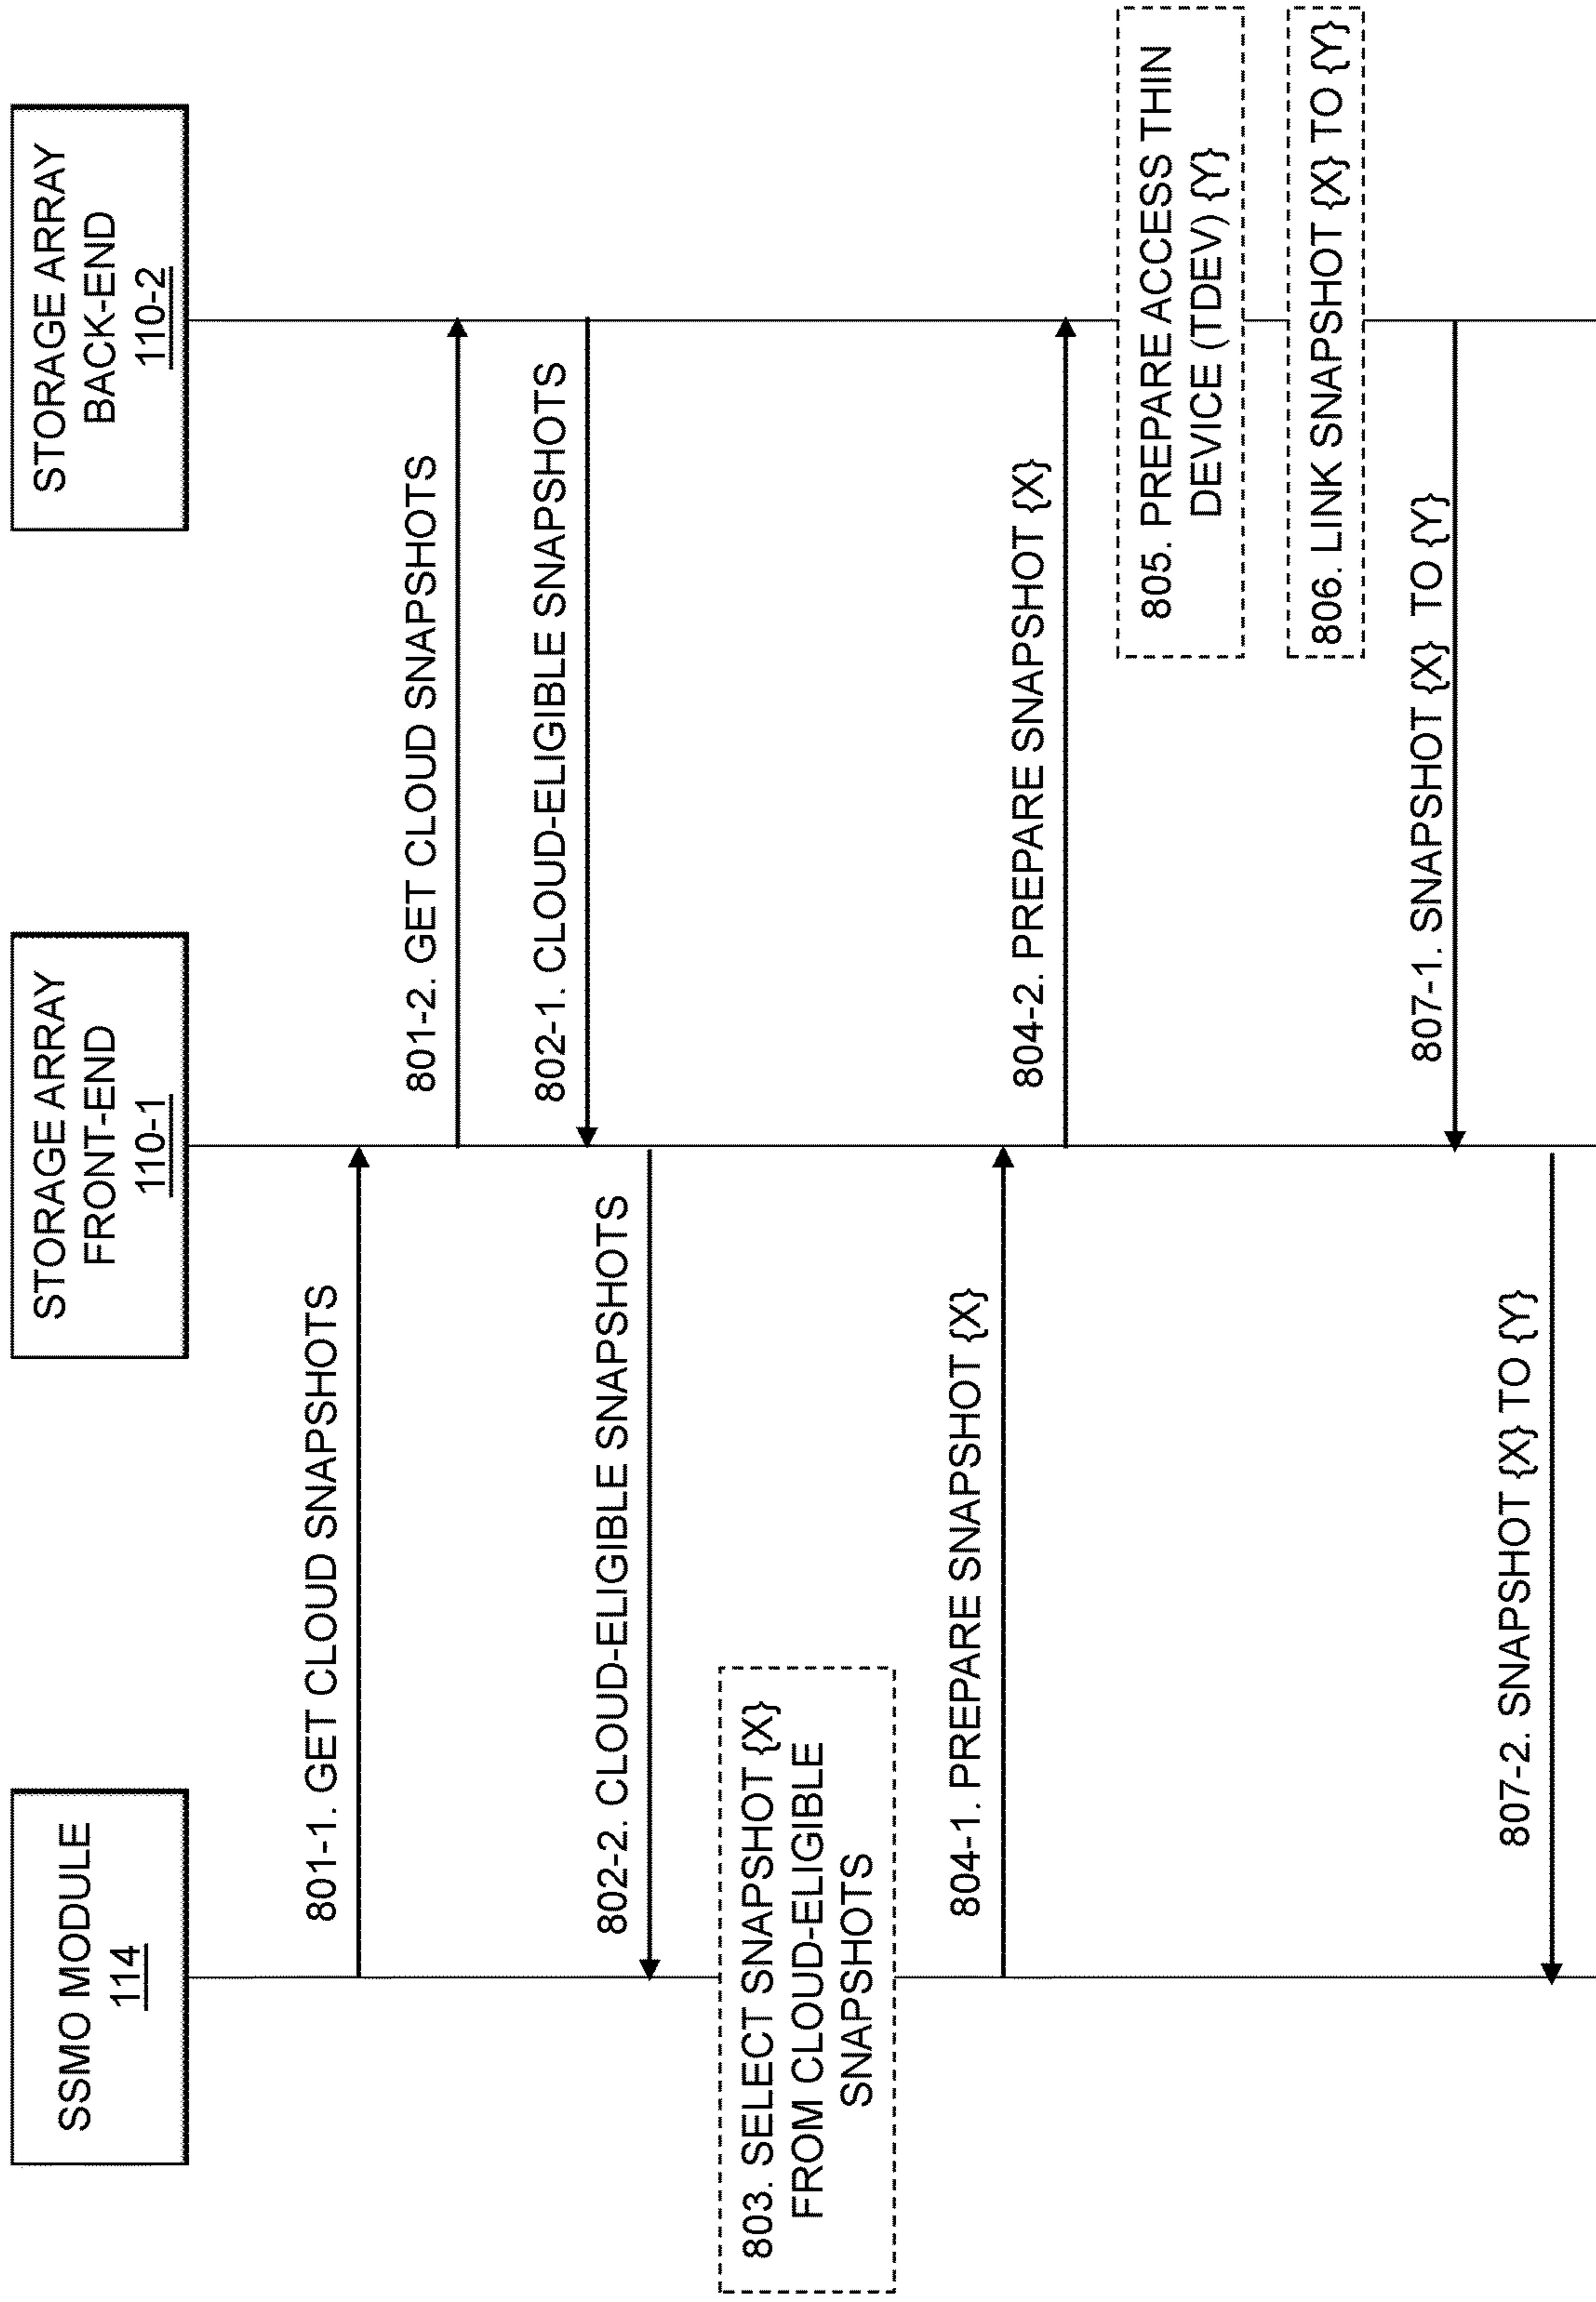 SSMO MODULE
114
STORAGE ARRAY
FRONT-END
110-1
STORAGE ARRAY
BACK-END
110-2
801-1. GET CLOUD SNAPSHOTS
801-2. GET CLOUD SNAPSHOTS
802-1. CLOUD-ELIGIBLE SNAPSHOTS
802-2. CLOUD-ELIGIBLE SNAPSHOTS
803. SELECT SNAPSHOT {X}
FROM CLOUD-ELIGIBLE
SNAPSHOTS
804-1. PREPARE SNAPSHOT {X}
804-2. PREPARE SNAPSHOT {X}
805. PREPARE ACCESS THIN
DEVICE (TDEV) {Y}
806. LINK SNAPSHOT {X} TO {Y}
807-1. SNAPSHOT {X} TO {Y}
807-2. SNAPSHOT {X} TO {Y}